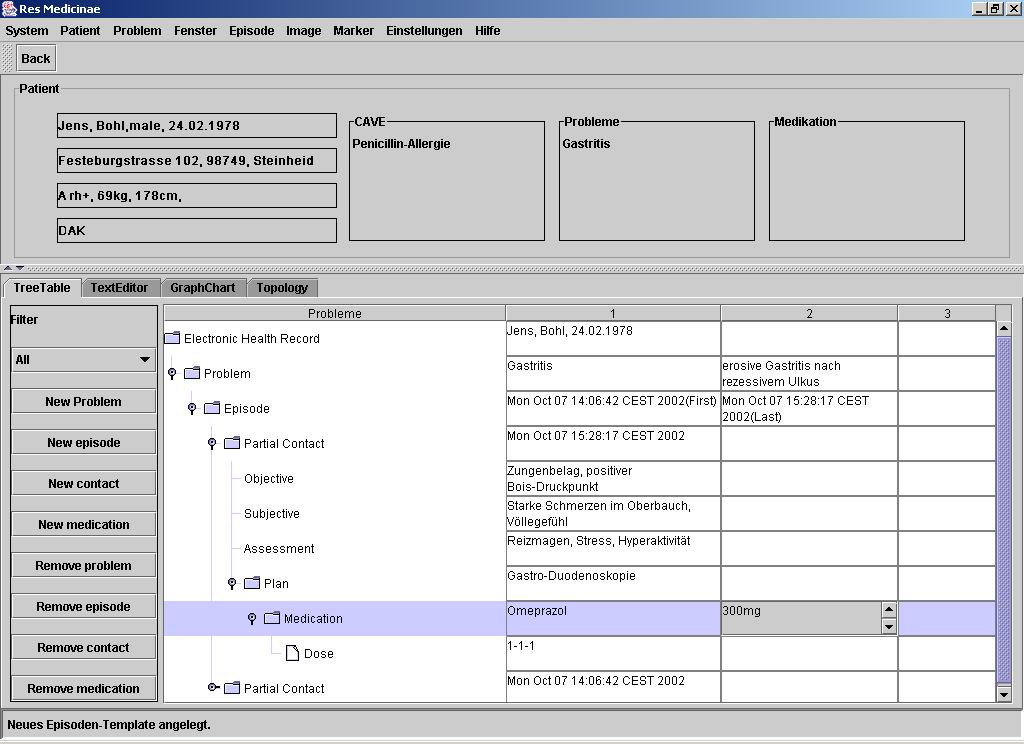 Res Medicinae
System Patient Problem Fenster Episode Image Marker Einstellungen Hilfe
Back
Patient
Jens, Bohl,male, 24.02.1978
Festeburgstrasse 102, 98749, Steinheid
A rh+, 69kg, 178cm,
DAK
CAVE
Penicillin-Allergie
Probleme
Gastritis
Medikation
TreeTable TextEditor GraphChart Topology
Filter
All
New Problem
New episode
New contact
New medication
Remove problem
Remove episode
Remove contact
Remove medication
Probleme 1 2 3
Electronic Health Record Jens, Bohl, 24.02.1978
Problem Gastritis erosive Gastritis nach
rezessivem Ulkus
Episode Mon Oct 07 14:06:42 CEST 2002(First) Mon Oct 07 15:28:17 CEST
2002(Last)
Partial Contact Mon Oct 07 15:28:17 CEST 2002
Objective Zungenbelag, positiver
Bois-Druckpunkt
Subjective Starke Schmerzen im Oberbauch,
Völlegefühl
Assessment Reizmagen, Stress, Hyperaktivität
Plan Gastro-Duodenoskopie
Medication Omeprazol 300mg
Dose 1-1-1
Partial Contact Mon Oct 07 14:06:42 CEST 2002
Neues Episoden-Template angelegt.